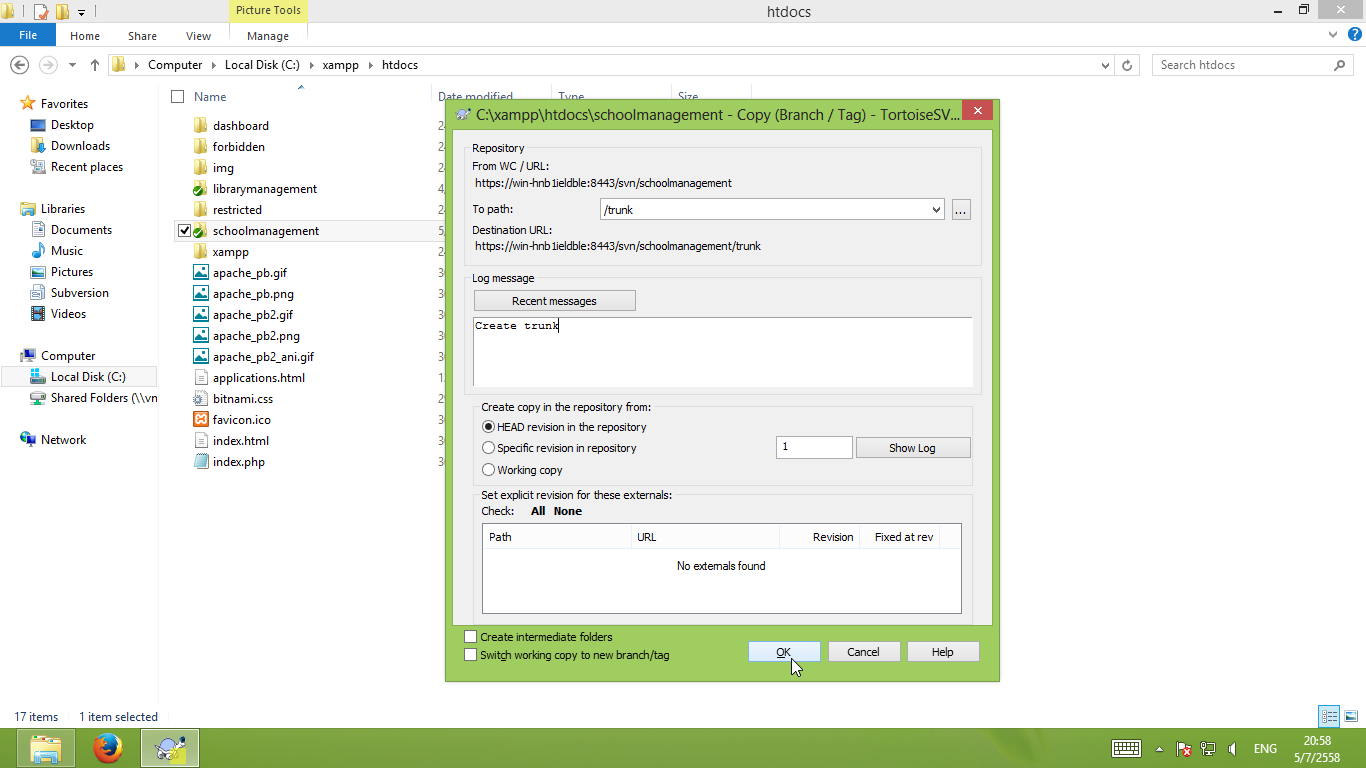 Picture Tools
htdocs
File
Home
Share
View
Manage
Computer
Local Disk (C:)
xampp
htdocs
Search htdocs
Favorites
Desktop
Downloads
Recent places
Libraries
Documents
Music
Pictures
Subversion
Videos
Computer
Local Disk (C:)
Shared Folders (\\vn
Network
Name
Date modified
Type
Size
dashboard
forbidden
img
librarymanagement
restricted
schoolmanagement
xampp
apache_pb.gif
apache_pb.png
apache_pb2.gif
apache_pb2.png
apache_pb2_ani.gif
applications.html
bitnami.css
favicon.ico
index.html
index.php
C:\xampp\htdocs\schoolmanagement - Copy (Branch / Tag) - TortoiseSV...
Repository
From WC / URL:
https://win-hnb1ieldble:8443/svn/schoolmanagement
To path:
/trunk
...
Destination URL:
https://win-hnb1ieldble:8443/svn/schoolmanagement/trunk
Log message
Recent messages
Create trunk
Create copy in the repository from:
HEAD revision in the repository
Specific revision in repository
1
Show Log
Working copy
Set explicit revision for these externals:
Check: All None
Path
URL
Revision
Fixed at rev
No externals found
Create intermediate folders
Switch working copy to new branch/tag
OK
Cancel
Help
17 items
1 item selected
ENG
20:58
5/7/2558